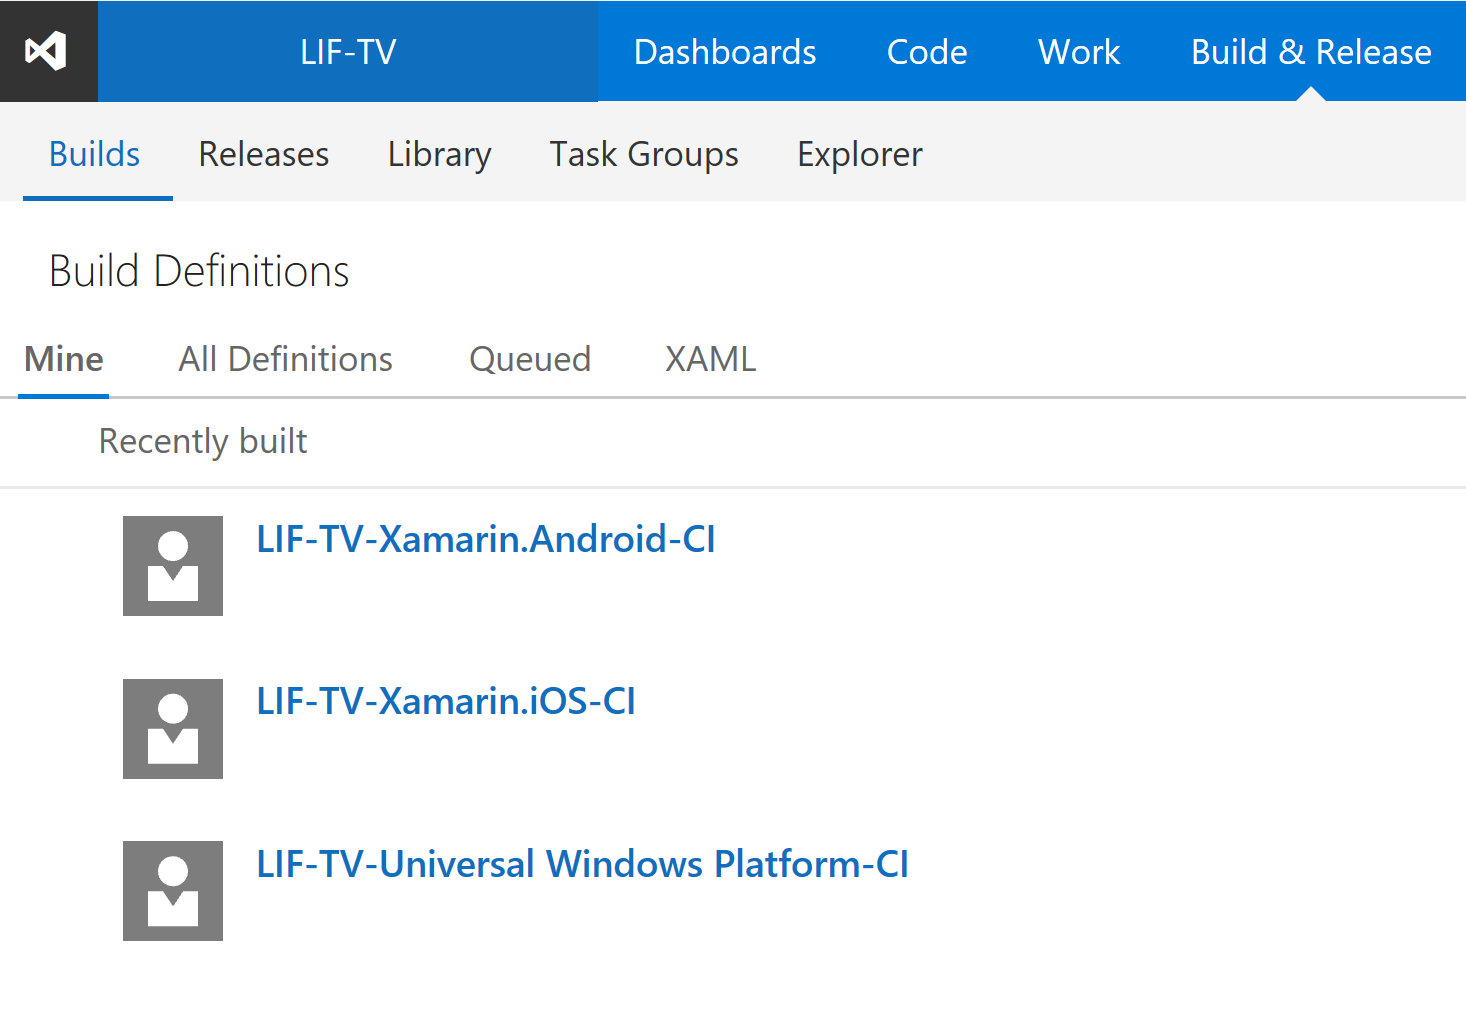 LIF-TV Dashboards Code Work Build & Release
Builds Releases Library Task Groups Explorer
Build Definitions
Mine All Definitions Queued XAML
Recently built
LIF-TV-Xamarin.Android-CI
LIF-TV-Xamarin.iOS-CI
LIF-TV-Universal Windows Platform-CI